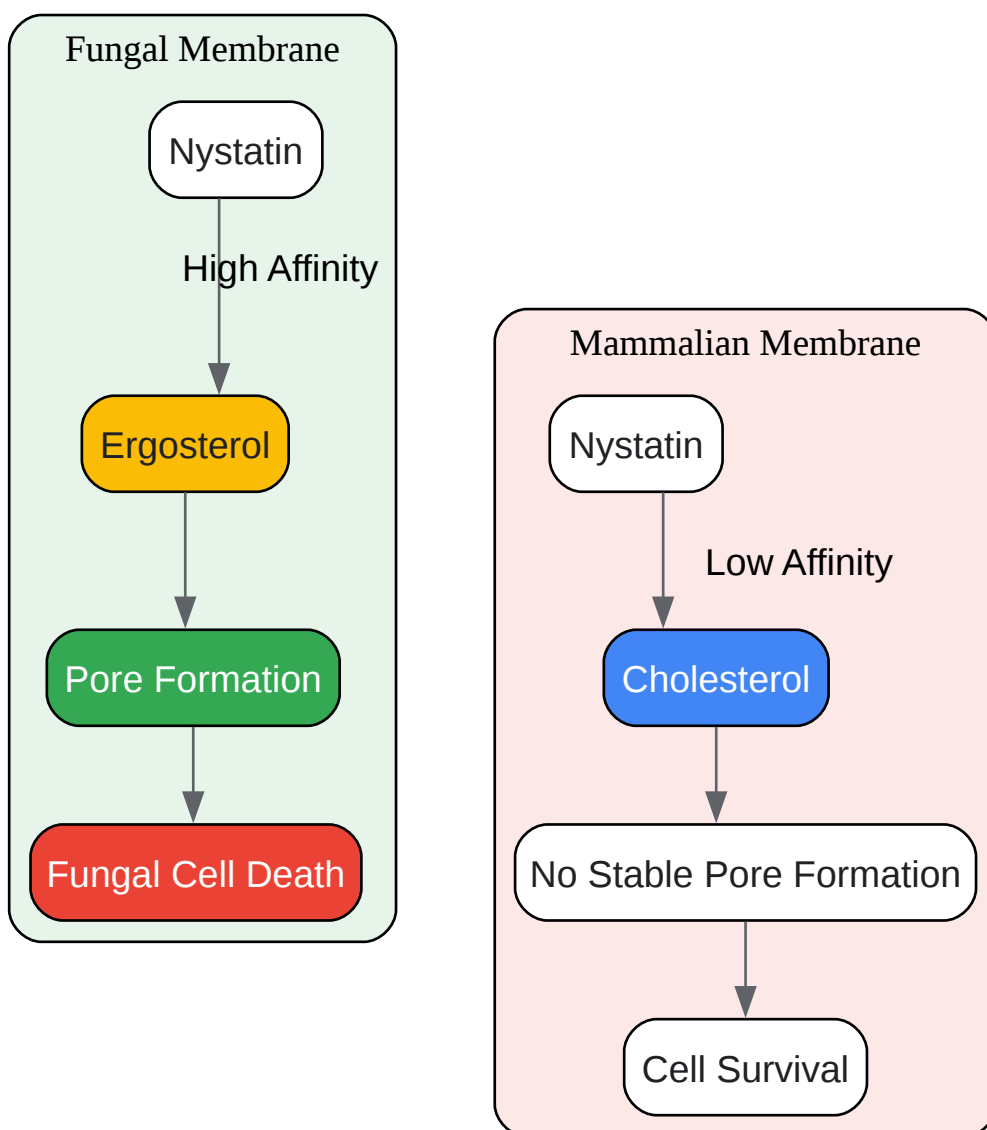 Fungal Membrane
Nystatin
High Affinity
Ergosterol
Pore Formation
Fungal Cell Death
Mammalian Membrane
Nystatin
Low Affinity
Cholesterol
No Stable Pore Formation
Cell Survival